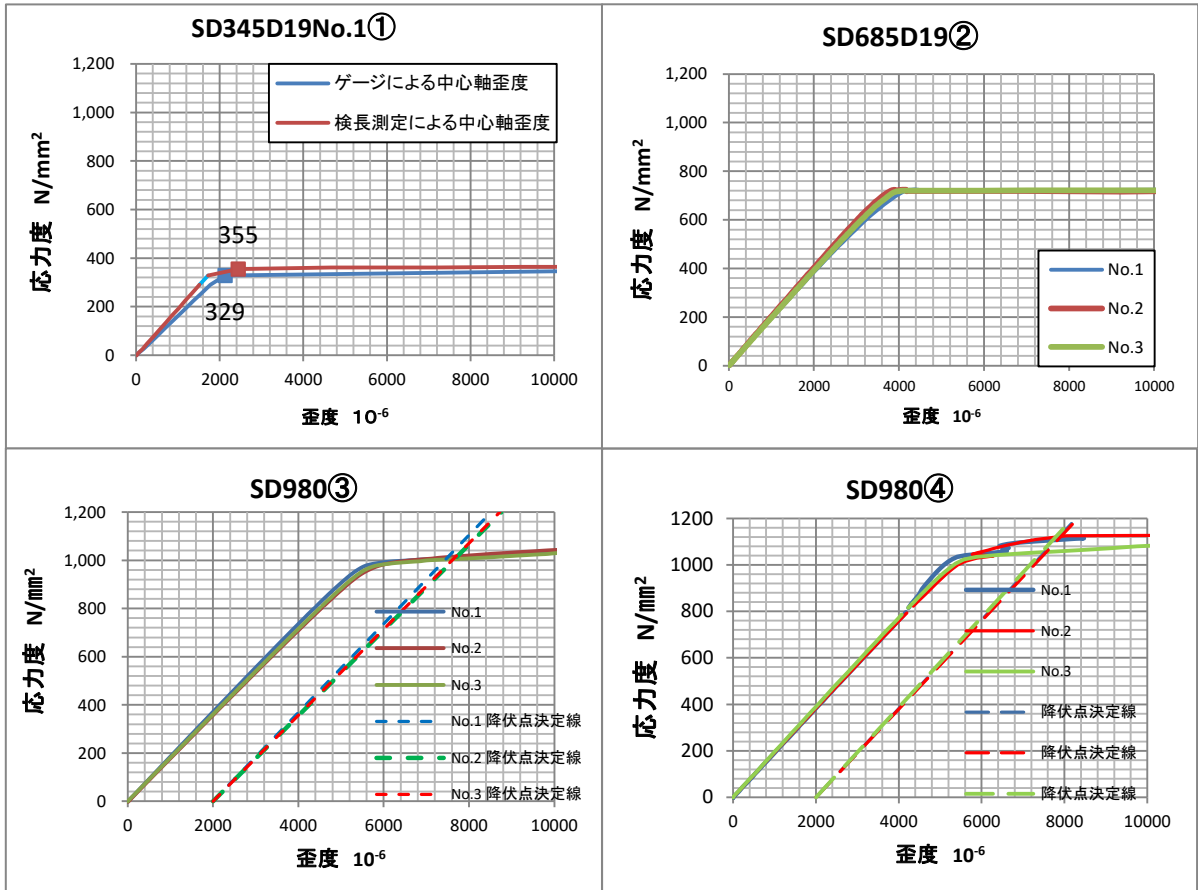 SD345D19No.1①
1,200
1,000
800
600
400
200
0
応力度 N/mm²
ゲージによる中心軸歪度
検長測定による中心軸歪度
355
329
0 2000 4000 6000 8000 10000
歪度 10⁻⁶
SD685D19②
1,200
1,000
800
600
400
200
0
応力度 N/mm²
No.1
No.2
No.3
0 2000 4000 6000 8000 10000
歪度 10⁻⁶
SD980③
1,200
1,000
800
600
400
200
0
応力度 N/㎟
No.1
No.2
No.3
No.1 降伏点決定線
No.2 降伏点決定線
No.3 降伏点決定線
0 2000 4000 6000 8000 10000
歪度 10⁻⁶
SD980④
1200
1000
800
600
400
200
0
応力度 N/㎟
No.1
No.2
No.3
降伏点決定線
降伏点決定線
降伏点決定線
0 2000 4000 6000 8000 10000
歪度 10⁻⁶